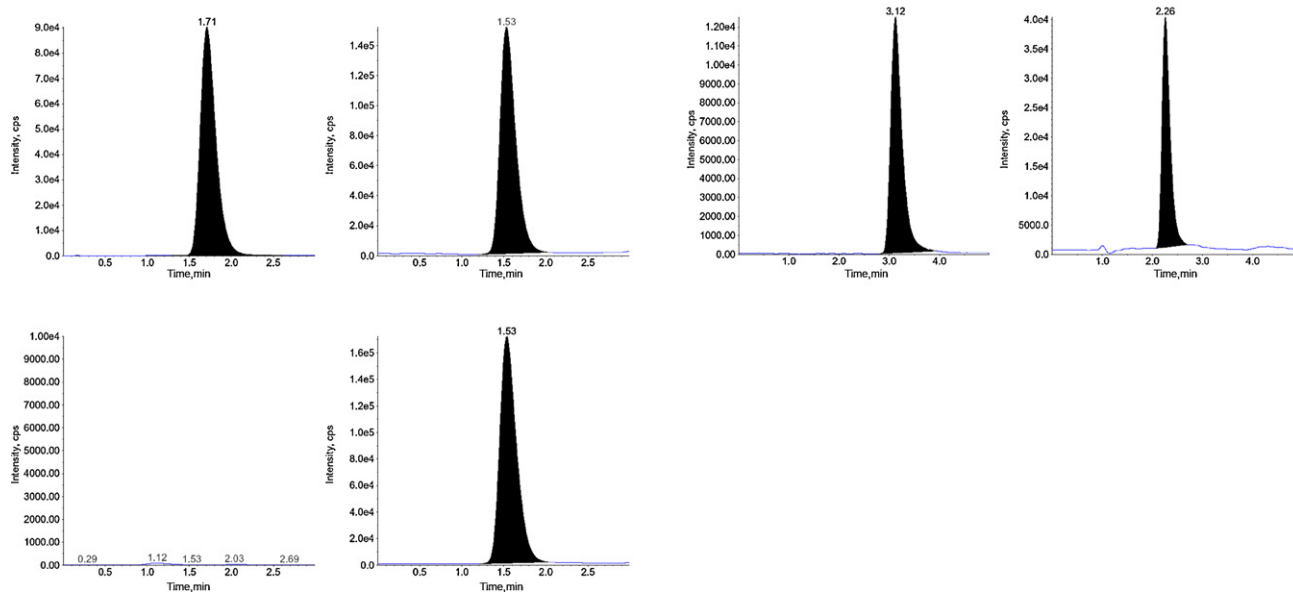 1.71
9.0e4
8.0e4
7.0e4
6.0e4
5.0e4
4.0e4
3.0e4
2.0e4
1.0e4
0.0
Intensity, cps
0.5 1.0 1.5 2.0 2.5
Time,min
1.53
1.4e5
1.2e5
1.0e5
8.0e4
6.0e4
4.0e4
2.0e4
0.0
Intensity, cps
0.5 1.0 1.5 2.0 2.5
Time,min
3.12
1.20e4
1.10e4
1.00e4
9000.00
8000.00
7000.00
6000.00
5000.00
4000.00
3000.00
2000.00
1000.00
0.00
Intensity, cps
1.0 2.0 3.0 4.0
Time,min
2.26
4.0e4
3.5e4
3.0e4
2.5e4
2.0e4
1.5e4
1.0e4
5000.0
0.0
Intensity, cps
1.0 2.0 3.0 4.0
Time,min
1.00e4
9000.00
8000.00
7000.00
6000.00
5000.00
4000.00
3000.00
2000.00
1000.00
0.00
Intensity, cps
0.29 1.12 1.53 2.03 2.69
0.5 1.0 1.5 2.0 2.5
Time,min
1.53
1.6e5
1.4e5
1.2e5
1.0e5
8.0e4
6.0e4
4.0e4
2.0e4
0.0
Intensity, cps
0.5 1.0 1.5 2.0 2.5
Time,min